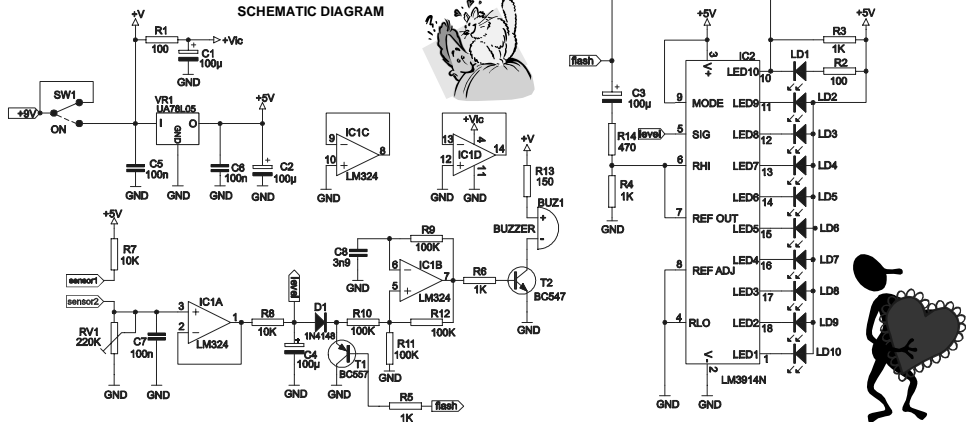 SCHEMATIC DIAGRAM
+V
R1
100
+Vic
C1
100µ
GND
SW1
+9V
ON
VR1
UA78L05
I
O
GND
+5V
C5
100n
GND
GND
C6
100n
GND
C2
100µ
GND
9
10
8
IC1C
LM324
GND
+Vic
13
12
4
11
14
IC1D
GND
GND
+V
R13
150
BUZ1
BUZZER
+
-
+5V
R7
10K
sensor1
sensor2
RV1
220K
GND
C7
100n
GND
3
2
1
IC1A
LM324
R8
10K
level
C4
100µ
GND
D1
1N4148
T1
BC557
GND
R10
100K
R11
100K
GND
R5
1K
flash
C8
3n9
GND
R9
100K
6
5
7
IC1B
LM324
R12
100K
R6
1K
T2
BC547
GND
flash
C3
100µ
R14
470
R4
1K
GND
level
+5V
3
V+
IC2
9
MODE
5
SIG
6
RHI
7
REF OUT
8
REF ADJ
4
RLO
V-
2
LM3914N
GND
GND
LED10
10
LED9
11
LED8
12
LED7
13
LED6
14
LED5
15
LED4
16
LED3
17
LED2
18
LED1
1
+5V
R3
1K
R2
100
LD1
LD2
LD3
LD4
LD5
LD6
LD7
LD8
LD9
LD10